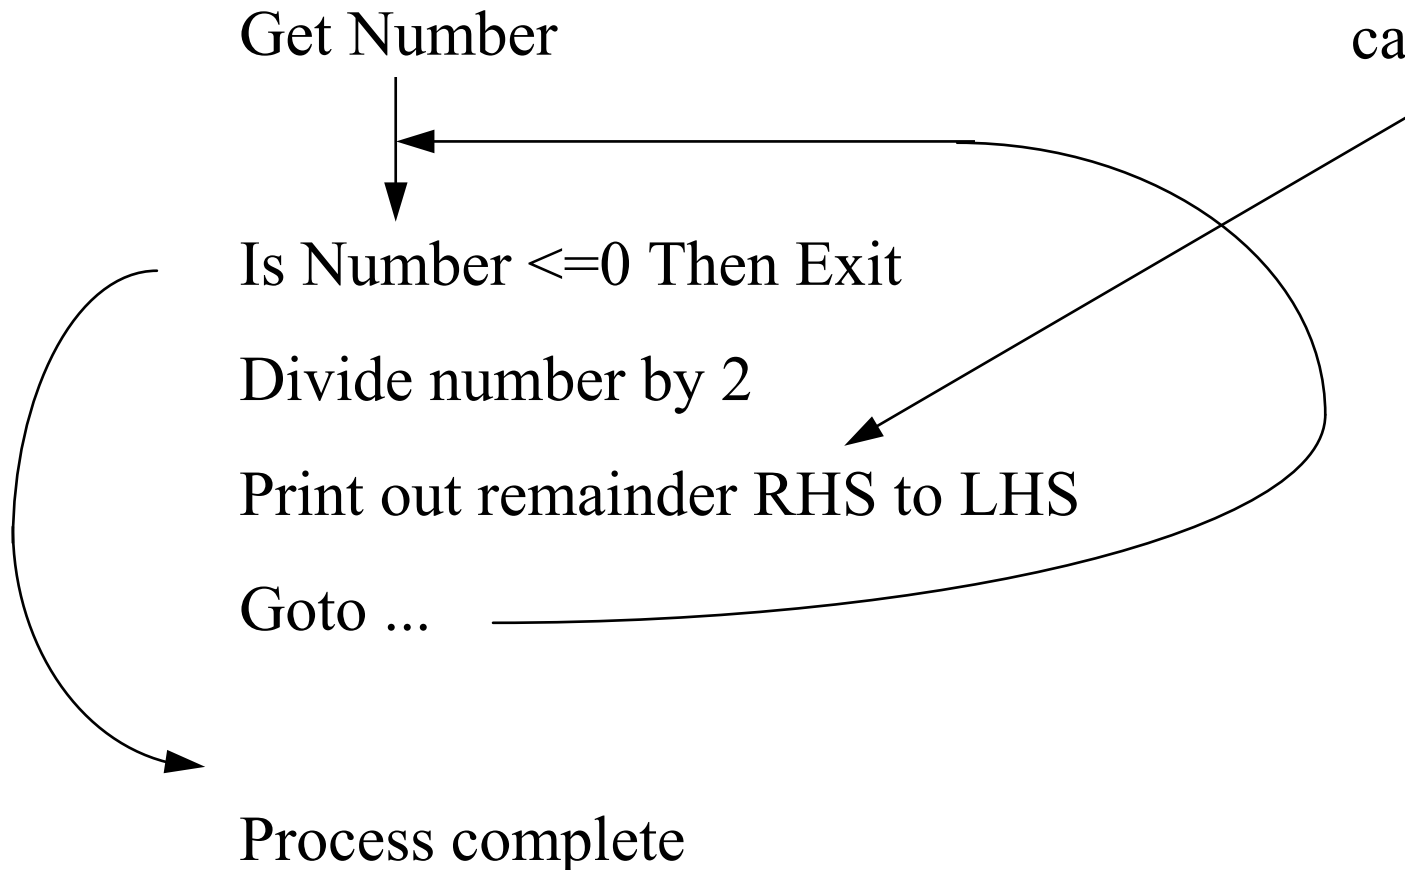 Get Number
Is Number <=0 Then Exit
Divide number by 2
Print out remainder RHS to LHS
Goto ...
Process complete